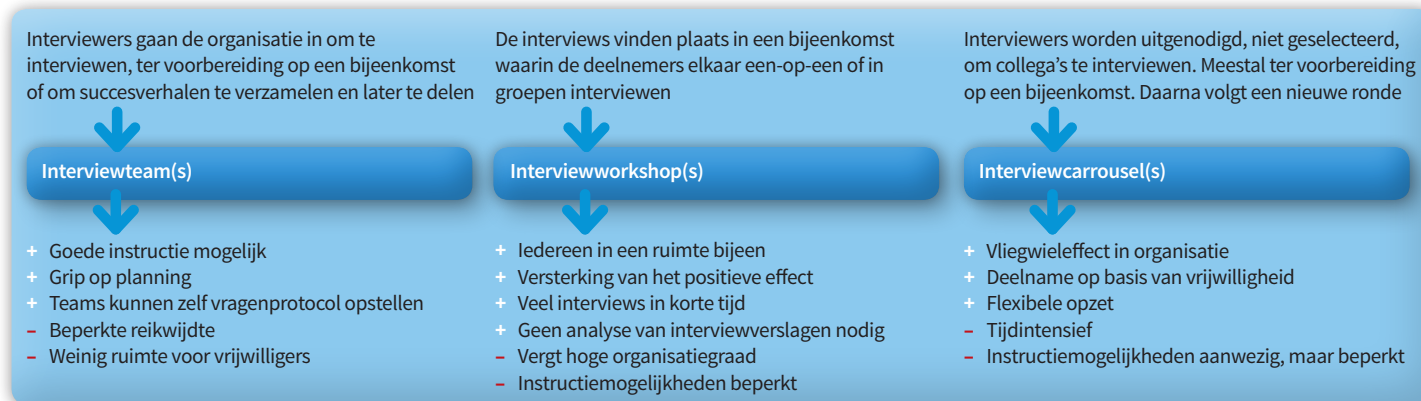 Interviewers gaan de organisatie in om te
interviewen, ter voorbereiding op een bijeenkomst
of om succesverhalen te verzamelen en later te delen
Interviewteam(s)
+ Goede instructie mogelijk
+ Grip op planning
+ Teams kunnen zelf vragenprotocol opstellen
– Beperkte reikwijdte
– Weinig ruimte voor vrijwilligers
De interviews vinden plaats in een bijeenkomst
waarin de deelnemers elkaar een-op-een of in
groepen interviewen
Interviewworkshop(s)
+ Iedereen in een ruimte bijeen
+ Versterking van het positieve effect
+ Veel interviews in korte tijd
+ Geen analyse van interviewverslagen nodig
– Vergt hoge organisatiegraad
– Instructiemogelijkheden beperkt
Interviewers worden uitgenodigd, niet geselecteerd,
om collega's te interviewen. Meestal ter voorbereiding
op een bijeenkomst. Daarna volgt een nieuwe ronde
Interviewcarrousel(s)
+ Vliegwieleffect in organisatie
+ Deelname op basis van vrijwilligheid
+ Flexibele opzet
– Tijdintensief
– Instructiemogelijkheden aanwezig, maar beperkt